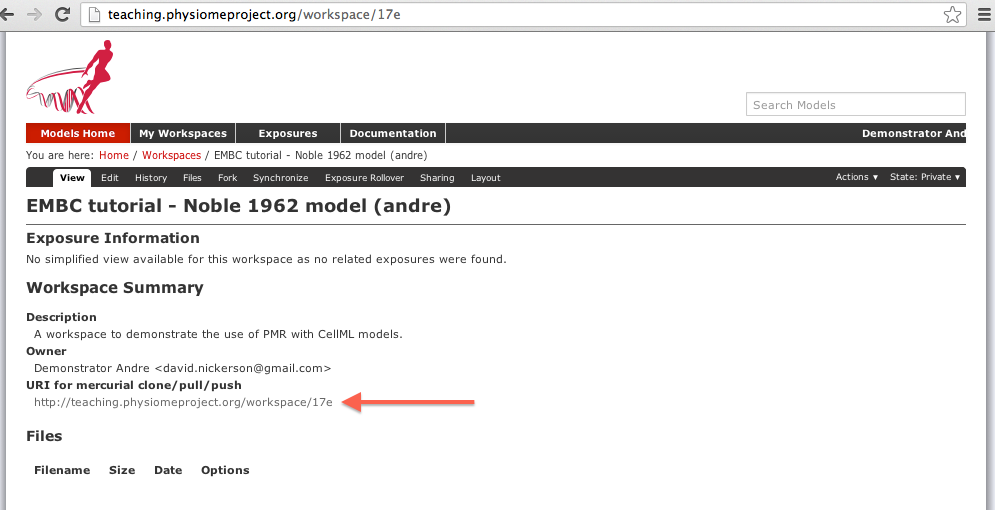 teaching.physiomeproject.org/workspace/17e
Search Models
Models Home My Workspaces Exposures Documentation Demonstrator And
You are here: Home / Workspaces / EMBC tutorial - Noble 1962 model (andre)
View Edit History Files Fork Synchronize Exposure Rollover Sharing Layout Actions ▾ State: Private ▾
EMBC tutorial - Noble 1962 model (andre)
Exposure Information
No simplified view available for this workspace as no related exposures were found.
Workspace Summary
Description
A workspace to demonstrate the use of PMR with CellML models.
Owner
Demonstrator Andre <david.nickerson@gmail.com>
URI for mercurial clone/pull/push
http://teaching.physiomeproject.org/workspace/17e
Files
Filename Size Date Options